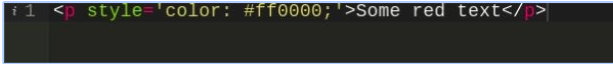 i 1 <p style='color: #ff0000;'>Some red text</p>